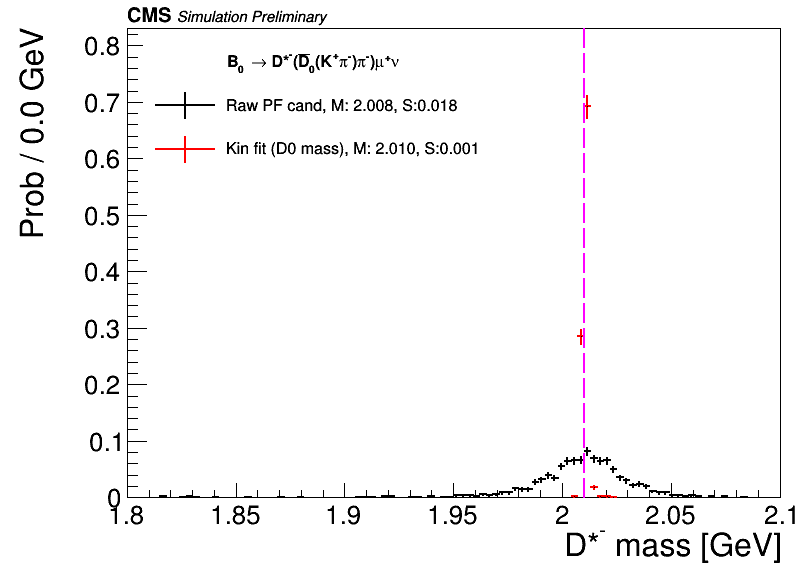 CMS Simulation Preliminary
B₀ → D*⁻(D̅₀(K⁺π⁻)π⁻)μ⁺ν
Raw PF cand, M: 2.008, S:0.018
Kin fit (D0 mass), M: 2.010, S:0.001
Prob / 0.0 GeV
0.8
0.7
0.6
0.5
0.4
0.3
0.2
0.1
0
1.8 1.85 1.9 1.95 2 2.05 2.1
D*⁻ mass [GeV]